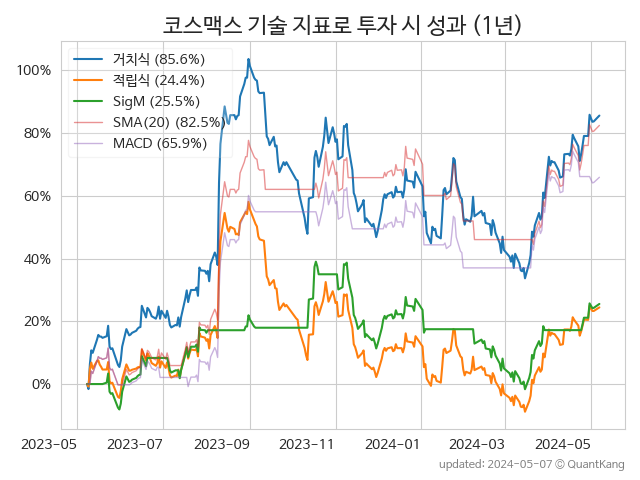 코스맥스 기술 지표로 투자 시 성과 (1년)
거치식 (85.6%)
적립식 (24.4%)
SigM (25.5%)
SMA(20) (82.5%)
MACD (65.9%)
100%
80%
60%
40%
20%
0%
2023-05 2023-07 2023-09 2023-11 2024-01 2024-03 2024-05
updated: 2024-05-07 © QuantKang